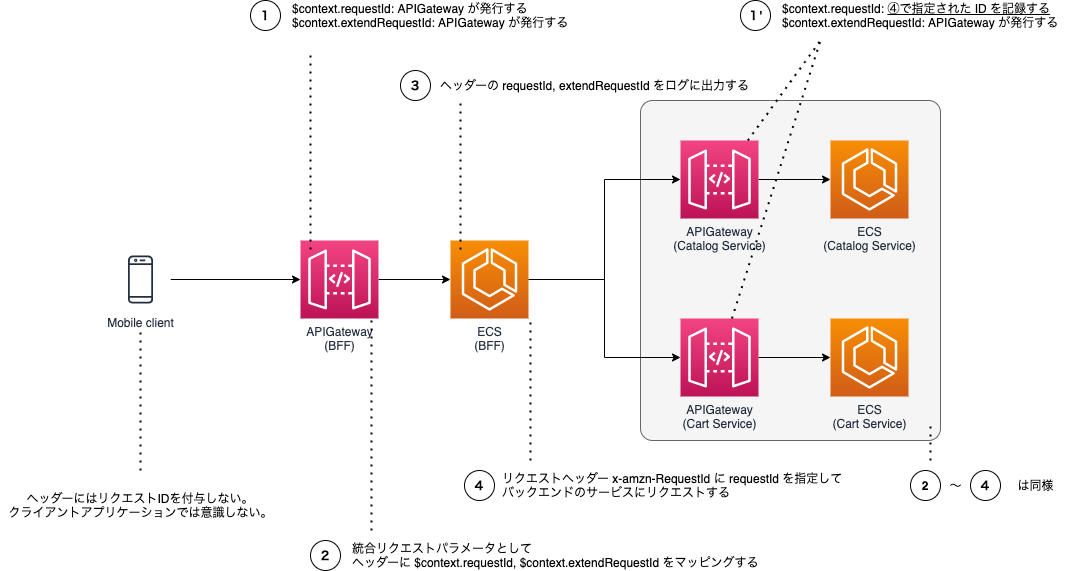 1
$context.requestId: APIGateway が発行する
$context.extendRequestId: APIGateway が発行する
1'
$context.requestId: ④で指定された ID を記録する
$context.extendRequestId: APIGateway が発行する
3
ヘッダーの requestId, extendRequestId をログに出力する
</>
APIGateway
(Catalog Service)
ECS
(Catalog Service)
Mobile client
</>
APIGateway
(BFF)
ECS
(BFF)
</>
APIGateway
(Cart Service)
ECS
(Cart Service)
ヘッダーにはリクエストIDを付与しない。
クライアントアプリケーションでは意識しない。
4
リクエストヘッダー x-amzn-RequestId に requestId を指定して
バックエンドのサービスにリクエストする
2 〜 4 は同様
2
統合リクエストパラメータとして
ヘッダーに $context.requestId, $context.extendRequestId をマッピングする